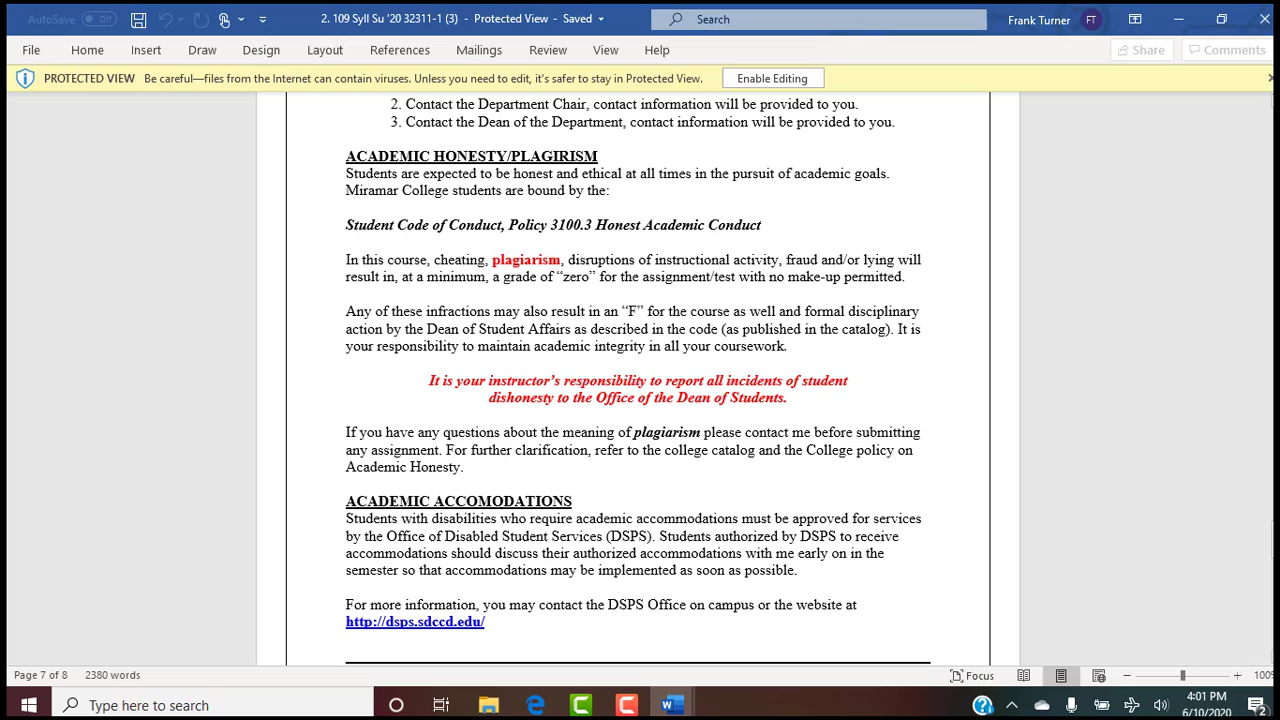 AutoSave Off 2. 109 Syll Su '20 32311-1 (3) - Protected View - Saved Search Frank Turner FT
File Home Insert Draw Design Layout References Mailings Review View Help Share Comments
PROTECTED VIEW Be careful—files from the Internet can contain viruses. Unless you need to edit, it's safer to stay in Protected View. Enable Editing
2. Contact the Department Chair, contact information will be provided to you.
3. Contact the Dean of the Department, contact information will be provided to you.
ACADEMIC HONESTY/PLAGIRISM
Students are expected to be honest and ethical at all times in the pursuit of academic goals.
Miramar College students are bound by the:
Student Code of Conduct, Policy 3100.3 Honest Academic Conduct
In this course, cheating, plagiarism, disruptions of instructional activity, fraud and/or lying will
result in, at a minimum, a grade of “zero” for the assignment/test with no make-up permitted.
Any of these infractions may also result in an “F” for the course as well and formal disciplinary
action by the Dean of Student Affairs as described in the code (as published in the catalog). It is
your responsibility to maintain academic integrity in all your coursework.
It is your instructor’s responsibility to report all incidents of student
dishonesty to the Office of the Dean of Students.
If you have any questions about the meaning of plagiarism please contact me before submitting
any assignment. For further clarification, refer to the college catalog and the College policy on
Academic Honesty.
ACADEMIC ACCOMODATIONS
Students with disabilities who require academic accommodations must be approved for services
by the Office of Disabled Student Services (DSPS). Students authorized by DSPS to receive
accommodations should discuss their authorized accommodations with me early on in the
semester so that accommodations may be implemented as soon as possible.
For more information, you may contact the DSPS Office on campus or the website at
http://dsps.sdccd.edu/
Page 7 of 8 2380 words Focus 100%
Type here to search 4:01 PM
6/10/2020 2